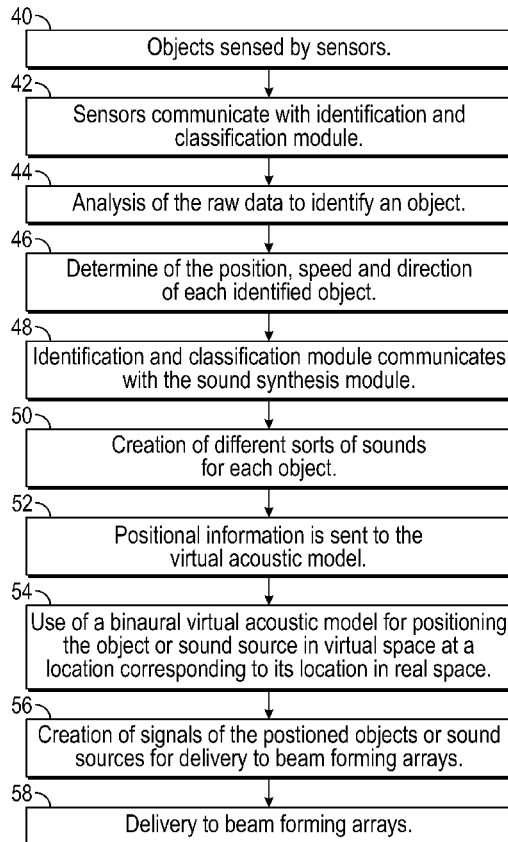 40
Objects sensed by sensors.
42
Sensors communicate with identification and
classification module.
44
Analysis of the raw data to identify an object.
46
Determine of the position, speed and direction
of each identified object.
48
Identification and classification module communicates
with the sound synthesis module.
50
Creation of different sorts of sounds
for each object.
52
Positional information is sent to the
virtual acoustic model.
54
Use of a binaural virtual acoustic model for positioning
the object or sound source in virtual space at a
location corresponding to its location in real space.
56
Creation of signals of the postioned objects or sound
sources for delivery to beam forming arrays.
58
Delivery to beam forming arrays.